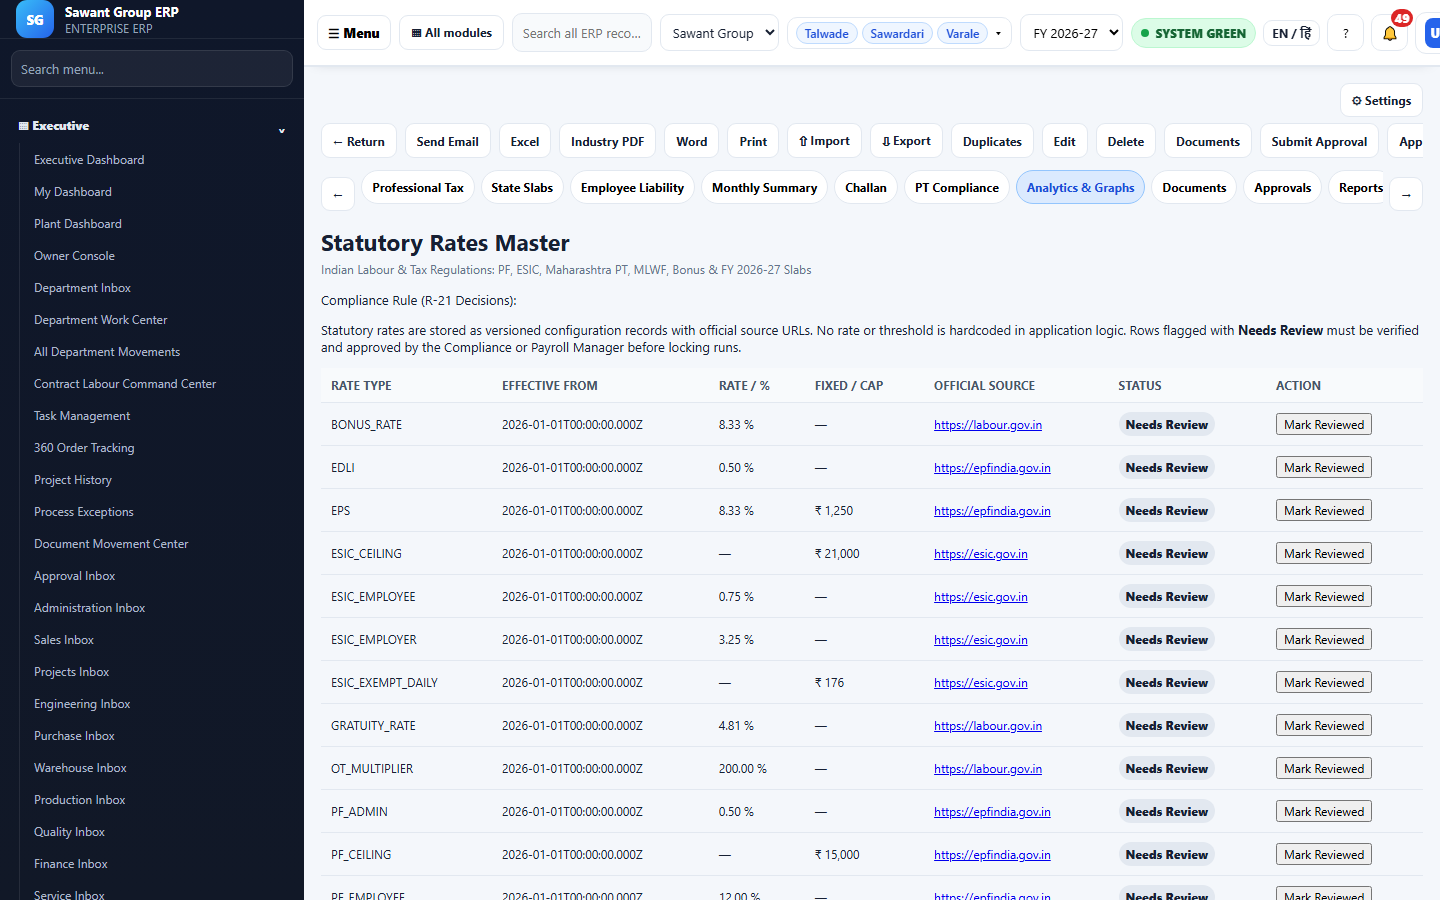 SG
Sawant Group ERP
ENTERPRISE ERP
Search menu...
Executive
Executive Dashboard
My Dashboard
Plant Dashboard
Owner Console
Department Inbox
Department Work Center
All Department Movements
Contract Labour Command Center
Task Management
360 Order Tracking
Project History
Process Exceptions
Document Movement Center
Approval Inbox
Administration Inbox
Sales Inbox
Projects Inbox
Engineering Inbox
Purchase Inbox
Warehouse Inbox
Production Inbox
Quality Inbox
Finance Inbox
Service Inbox
☰ Menu
All modules
Search all ERP reco...
Sawant Group
Talwade Sawardari Varale
FY 2026-27
SYSTEM GREEN
EN / हिं
?
49
U
⚙ Settings
← Return
Send Email
Excel
Industry PDF
Word
Print
⇧ Import
⇩ Export
Duplicates
Edit
Delete
Documents
Submit Approval
App
←
Professional Tax
State Slabs
Employee Liability
Monthly Summary
Challan
PT Compliance
Analytics & Graphs
Documents
Approvals
Reports
→
Statutory Rates Master
Indian Labour & Tax Regulations: PF, ESIC, Maharashtra PT, MLWF, Bonus & FY 2026-27 Slabs
Compliance Rule (R-21 Decisions):
Statutory rates are stored as versioned configuration records with official source URLs. No rate or threshold is hardcoded in application logic. Rows flagged with Needs Review must be verified
and approved by the Compliance or Payroll Manager before locking runs.
RATE TYPE EFFECTIVE FROM RATE / % FIXED / CAP OFFICIAL SOURCE STATUS ACTION
BONUS_RATE 2026-01-01T00:00:00.000Z 8.33 % — https://labour.gov.in Needs Review Mark Reviewed
EDLI 2026-01-01T00:00:00.000Z 0.50 % — https://epfindia.gov.in Needs Review Mark Reviewed
EPS 2026-01-01T00:00:00.000Z 8.33 % ₹ 1,250 https://epfindia.gov.in Needs Review Mark Reviewed
ESIC_CEILING 2026-01-01T00:00:00.000Z — ₹ 21,000 https://esic.gov.in Needs Review Mark Reviewed
ESIC_EMPLOYEE 2026-01-01T00:00:00.000Z 0.75 % — https://esic.gov.in Needs Review Mark Reviewed
ESIC_EMPLOYER 2026-01-01T00:00:00.000Z 3.25 % — https://esic.gov.in Needs Review Mark Reviewed
ESIC_EXEMPT_DAILY 2026-01-01T00:00:00.000Z — ₹ 176 https://esic.gov.in Needs Review Mark Reviewed
GRATUITY_RATE 2026-01-01T00:00:00.000Z 4.81 % — https://labour.gov.in Needs Review Mark Reviewed
OT_MULTIPLIER 2026-01-01T00:00:00.000Z 200.00 % — https://labour.gov.in Needs Review Mark Reviewed
PF_ADMIN 2026-01-01T00:00:00.000Z 0.50 % — https://epfindia.gov.in Needs Review Mark Reviewed
PF_CEILING 2026-01-01T00:00:00.000Z — ₹ 15,000 https://epfindia.gov.in Needs Review Mark Reviewed
PF_EMPLOYEE 2026-01-01T00:00:00.000Z 12.00 % — https://epfindia.gov.in Needs Review Mark Reviewed